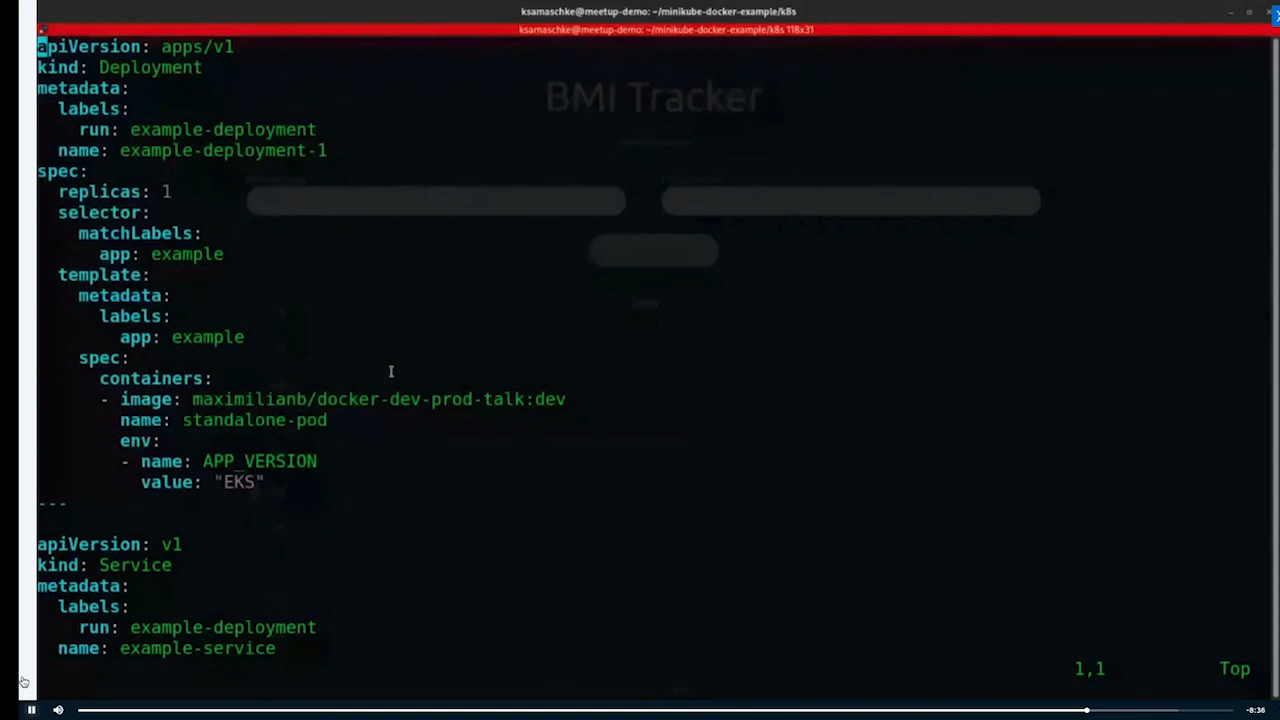 ksamaschke@meetup-demo: ~/minikube-docker-example/k8s
ksamaschke@meetup-demo: ~/minikube-docker-example/k8s 118x31
apiVersion: apps/v1
kind: Deployment
metadata:
  labels:
    run: example-deployment
  name: example-deployment-1
spec:
  replicas: 1
  selector:
    matchLabels:
      app: example
  template:
    metadata:
      labels:
        app: example
    spec:
      containers:
      - image: maximilianb/docker-dev-prod-talk:dev
        name: standalone-pod
        env:
        - name: APP_VERSION
          value: "EKS"
---
apiVersion: v1
kind: Service
metadata:
  labels:
    run: example-deployment
  name: example-service
1,1 Top
BMI Tracker
-8:36